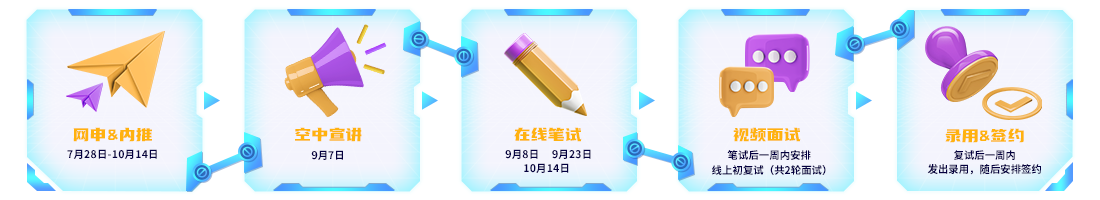 网申&内推
7月28日-10月14日
空中宣讲
9月7日
在线笔试
9月8日 9月23日
10月14日
视频面试
笔试后一周内安排
线上初复试（共2轮面试）
录用&签约
复试后一周内
发出录用，随后安排签约